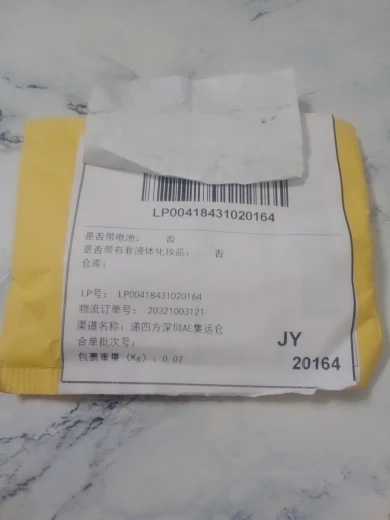 LP00418431020164
是否带电池： 否
是否带有非液体化妆品： 否
仓库：
LP号： LP00418431020164
物流订单号： 20321003121
渠道名称：递四方深圳AE集运仓
合单批次号：
包裹重量（Kg）：0.02
JY
20164